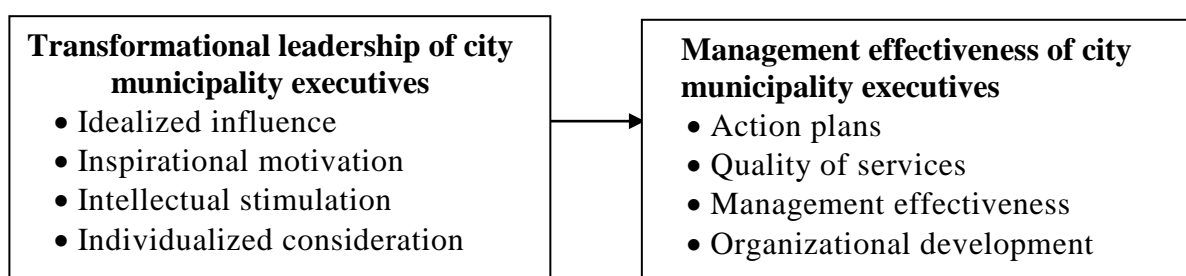 Transformational leadership of city
municipality executives
• Idealized influence
• Inspirational motivation
• Intellectual stimulation
• Individualized consideration
Management effectiveness of city
municipality executives
• Action plans
• Quality of services
• Management effectiveness
• Organizational development